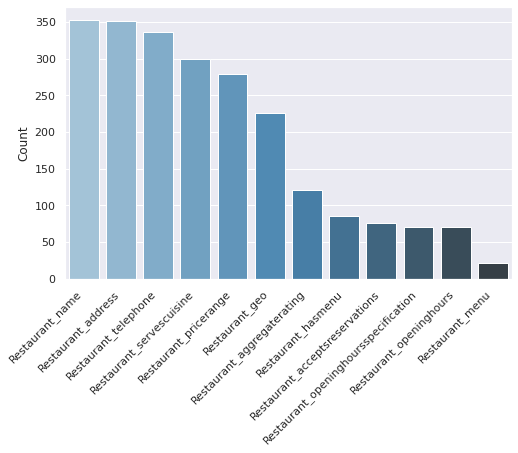 350
300
250
200
150
100
50
0
Count
Restaurant_name
Restaurant_address
Restaurant_telephone
Restaurant_servescuisine
Restaurant_pricerange
Restaurant_geo
Restaurant_aggregaterating
Restaurant_hasmenu
Restaurant_acceptsreservations
Restaurant_openinghoursspecification
Restaurant_openinghours
Restaurant_menu